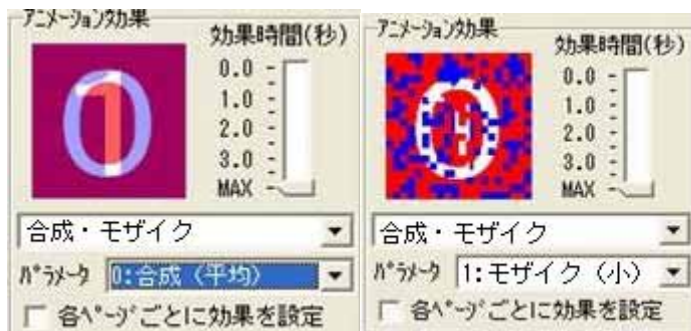 アニメーション効果
効果時間(秒)
0.0
1.0
2.0
3.0
MAX
01
合成・モザイク
パラメータ 0:合成（平均）
各ページごとに効果を設定
アニメーション効果
効果時間(秒)
0.0
1.0
2.0
3.0
MAX
0
合成・モザイク
パラメータ 1:モザイク（小）
各ページごとに効果を設定